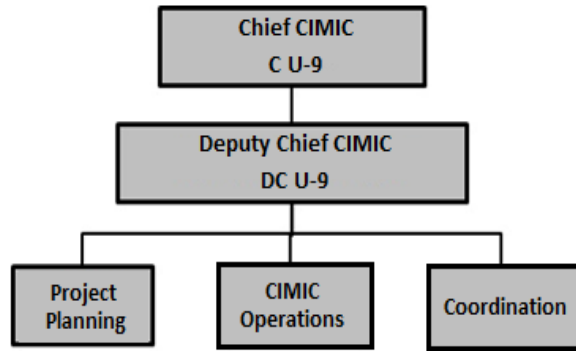 Chief CIMIC
C U-9
Deputy Chief CIMIC
DC U-9
Project
Planning
CIMIC
Operations
Coordination